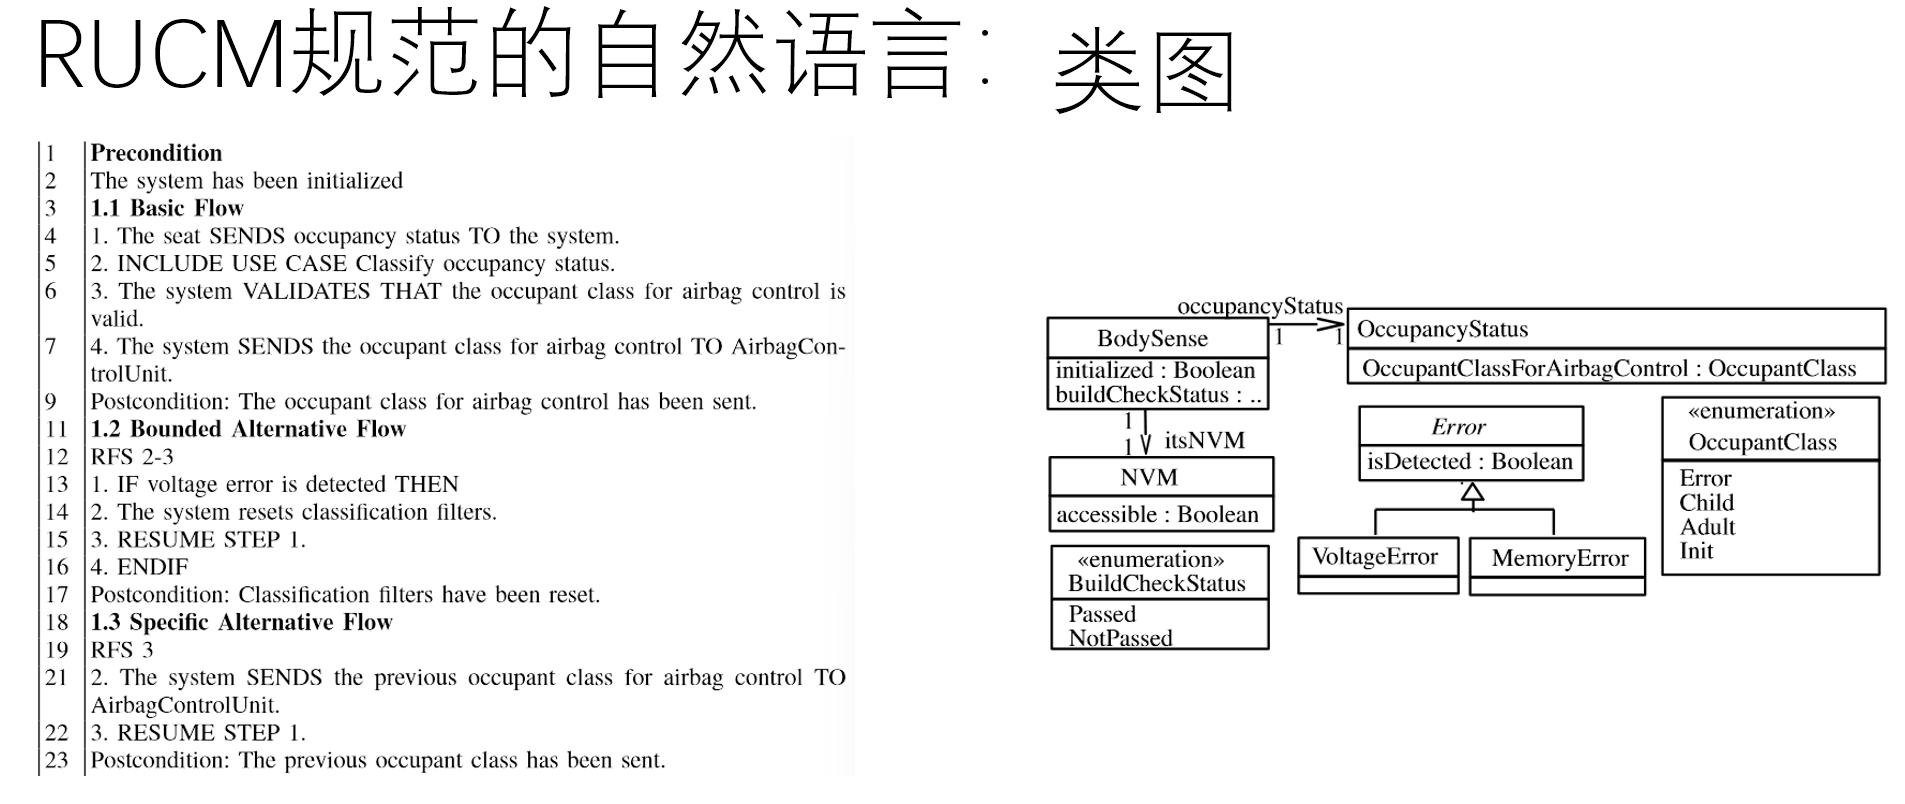 RUCM规范的自然语言：
类图
1 Precondition
2 The system has been initialized
3 1.1 Basic Flow
4 1. The seat SENDS occupancy status TO the system.
5 2. INCLUDE USE CASE Classify occupancy status.
6 3. The system VALIDATES THAT the occupant class for airbag control is
valid.
7 4. The system SENDS the occupant class for airbag control TO AirbagCon-
trolUnit.
9 Postcondition: The occupant class for airbag control has been sent.
11 1.2 Bounded Alternative Flow
12 RFS 2-3
13 1. IF voltage error is detected THEN
14 2. The system resets classification filters.
15 3. RESUME STEP 1.
16 4. ENDIF
17 Postcondition: Classification filters have been reset.
18 1.3 Specific Alternative Flow
19 RFS 3
21 2. The system SENDS the previous occupant class for airbag control TO
AirbagControlUnit.
22 3. RESUME STEP 1.
23 Postcondition: The previous occupant class has been sent.
occupancyStatus
1 1
BodySense
initialized : Boolean
buildCheckStatus : ..
OccupancyStatus
OccupantClassForAirbagControl : OccupantClass
1
1 itsNVM
NVM
accessible : Boolean
«enumeration»
BuildCheckStatus
Passed
NotPassed
Error
isDetected : Boolean
VoltageError
MemoryError
«enumeration»
OccupantClass
Error
Child
Adult
Init